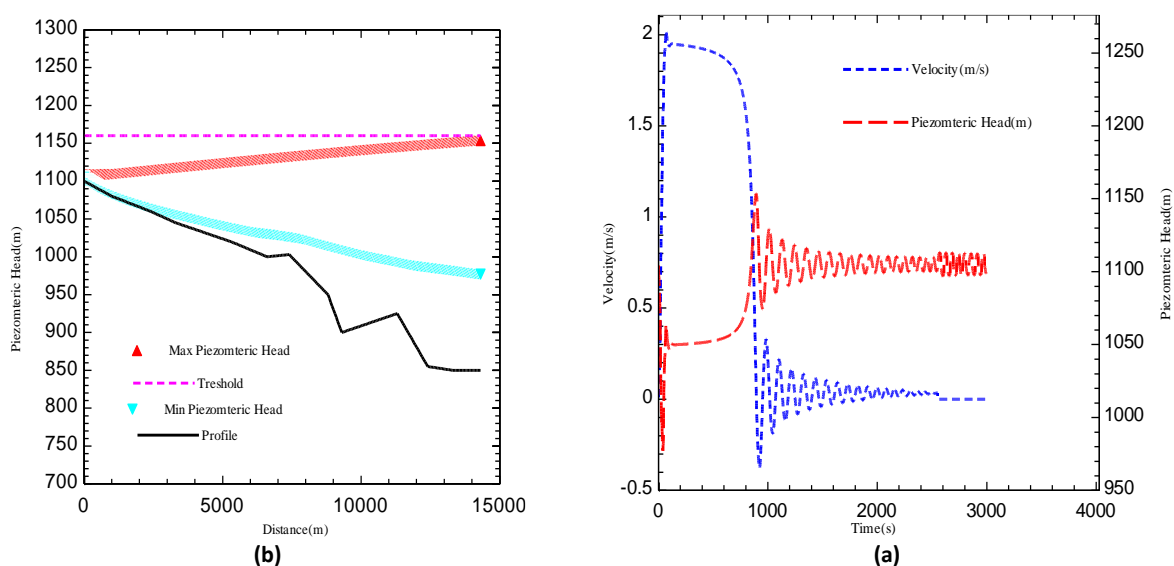 1300
1250
1200
1150
1100
1050
1000
950
900
850
800
750
700
Piezomteric Head(m)
Max Piezomteric Head
Treshold
Min Piezomteric Head
Profile
0
5000
10000
15000
Distance(m)
(b)
2
1.5
1
0.5
0
-0.5
Velocity(m/s)
Velocity(m/s)
Piezomteric Head(m)
1250
1200
1150
1100
1050
1000
950
Piezomteric Head(m)
0
1000
2000
3000
4000
Time(s)
(a)